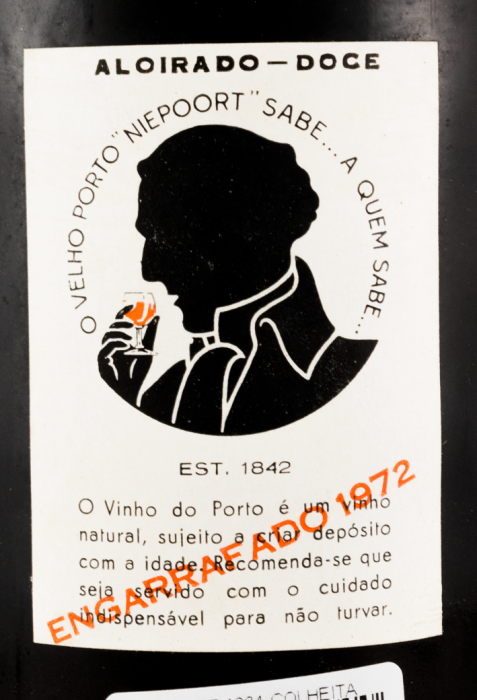 ALOIRADO — DOCE
O VELHO PORTO "NIEPOORT" SABE... A QUEM SABE...
EST. 1842
O Vinho do Porto é um vinho
natural, sujeito a criar depósito
com a idade. Recomenda-se que
seja servido com o cuidado
indispensável para não turvar.
ENGARRAFADO 1972
COLHEITA